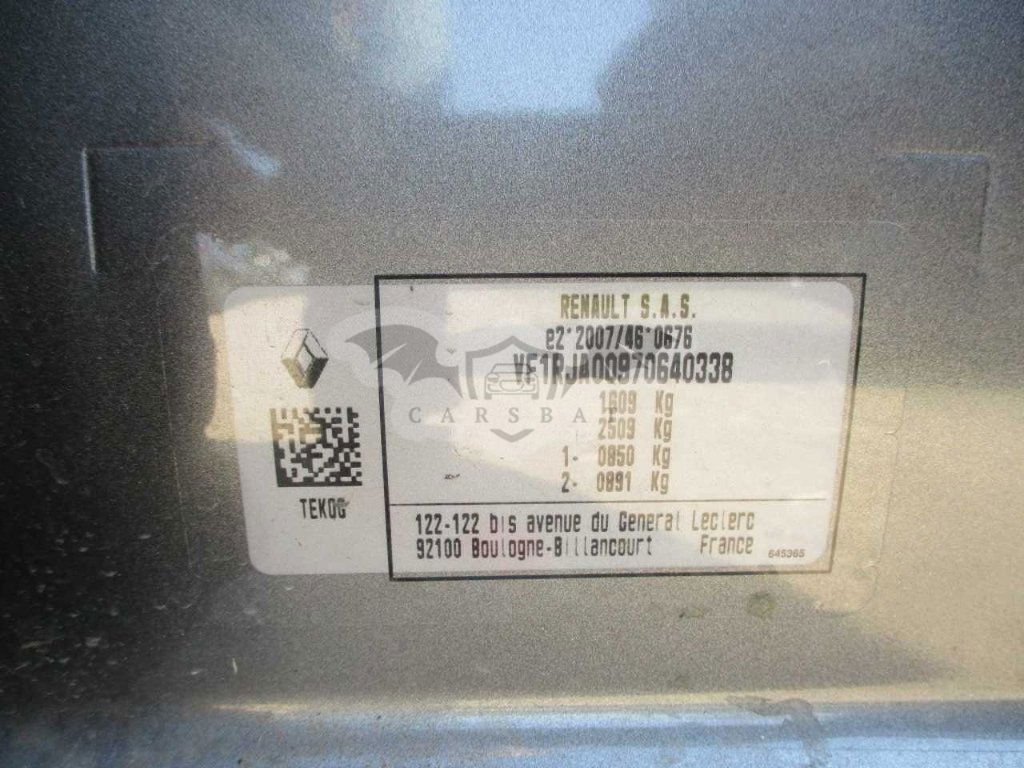 RENAULT S.A.S.
e2*2007/46*0676
VF1RJA00970640338
1609 Kg
2509 Kg
1- 0850 Kg
2- 0891 Kg
TEKOG
122-122 bis avenue du General Leclerc
92100 Boulogne-Billancourt France
645365
CARSBA